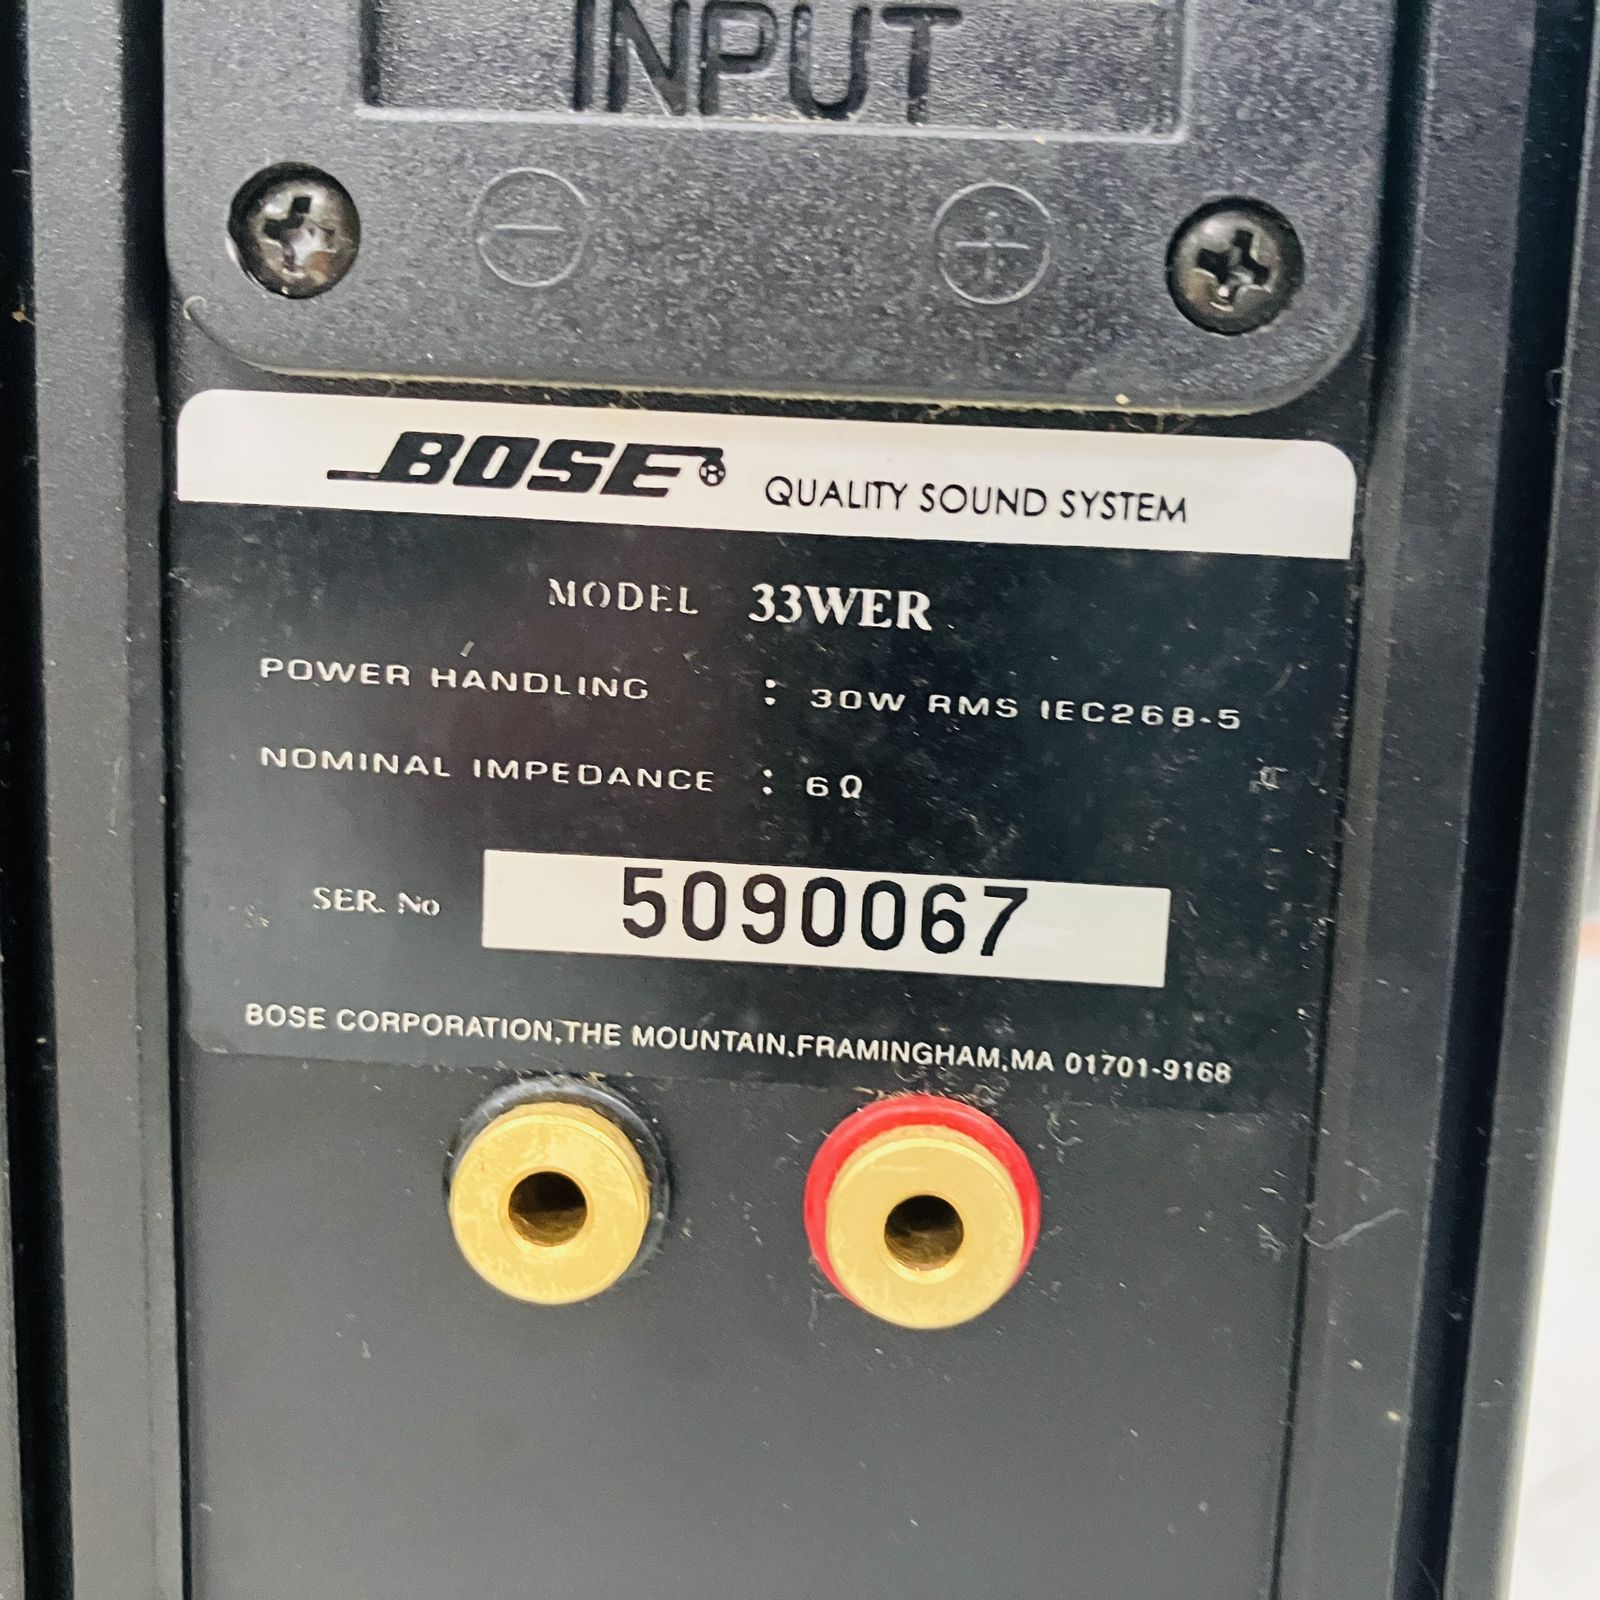 INPUT
− +
BOSE® QUALITY SOUND SYSTEM
MODEL 33WER
POWER HANDLING : 30W RMS IEC268-5
NOMINAL IMPEDANCE : 6Ω
SER. No 5090067
BOSE CORPORATION,THE MOUNTAIN,FRAMINGHAM,MA 01701-9168